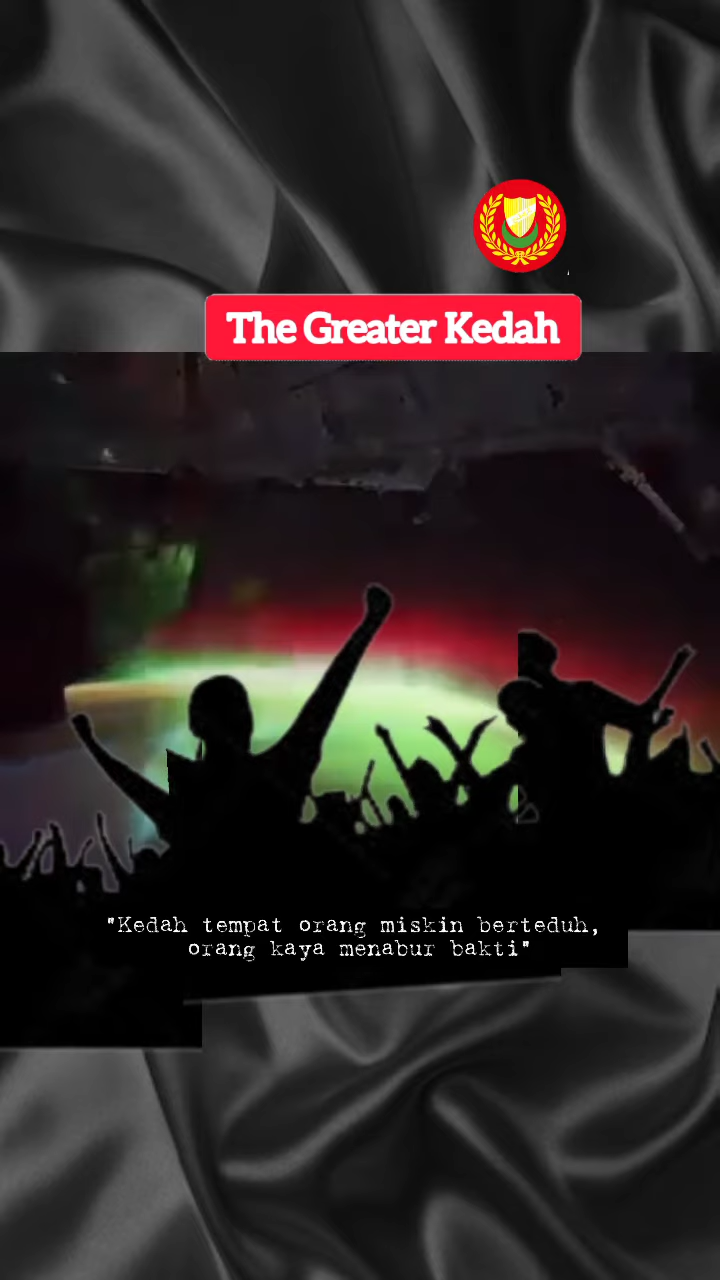 The Greater Kedah
"Kedah tempat orang miskin berteduh,
orang kaya menabur bakti"